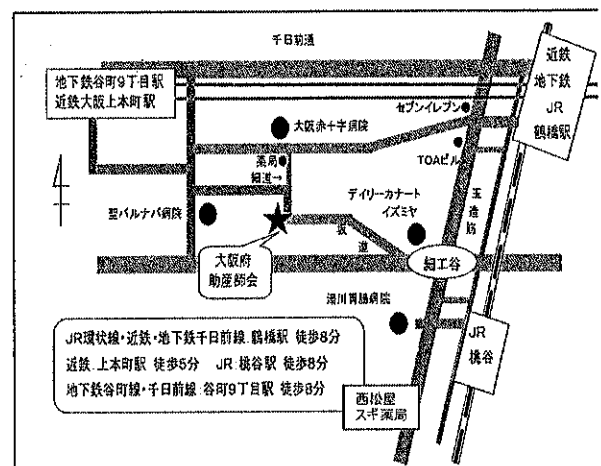 千日前通
近鉄
地下鉄
JR
鶴橋駅
地下鉄谷町9丁目駅
近鉄大阪上本町駅
セブンイレブン
大阪赤十字病院
薬局
細道→
TOAビル
デイリーカナート
イズミヤ
玉造筋
聖バルナバ病院
坂道
大阪府
助産師会
細工谷
湯川胃腸病院
JR環状線・近鉄・地下鉄千日前線.鶴橋駅 徒歩8分
近鉄.上本町駅 徒歩5分 JR:桃谷駅 徒歩8分
地下鉄谷町線・千日前線:谷町9丁目駅 徒歩8分
JR
桃谷
西松屋
スギ薬局